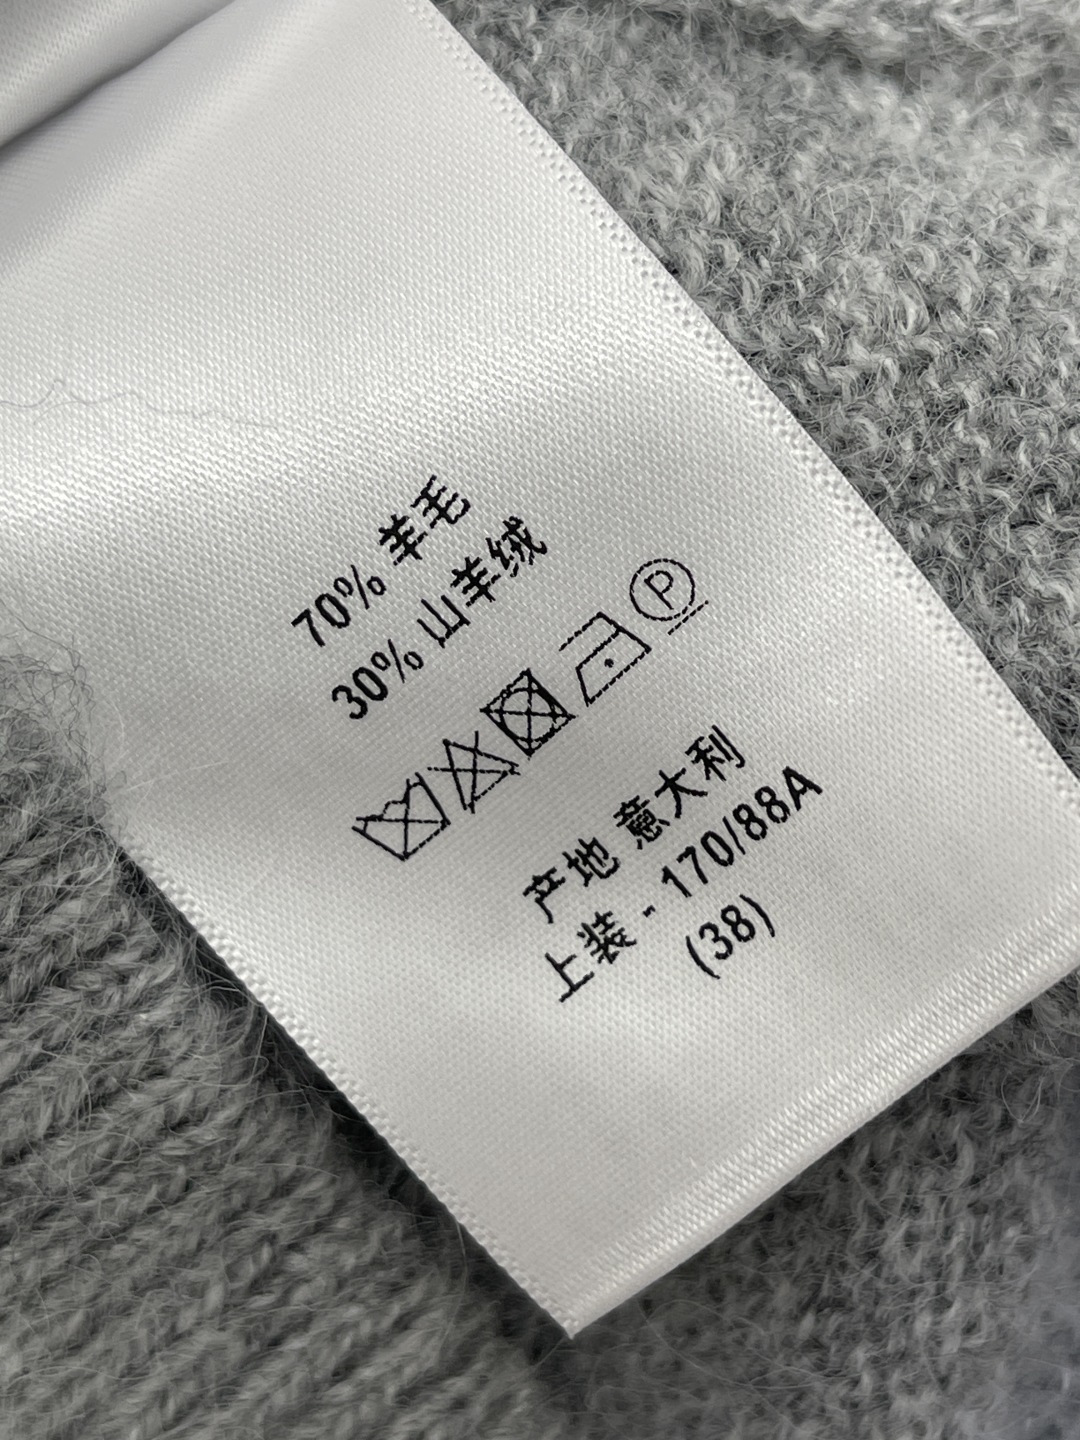 70% 羊毛
30% 山羊绒
P
产地 意大利
上装 - 170/88A
(38)